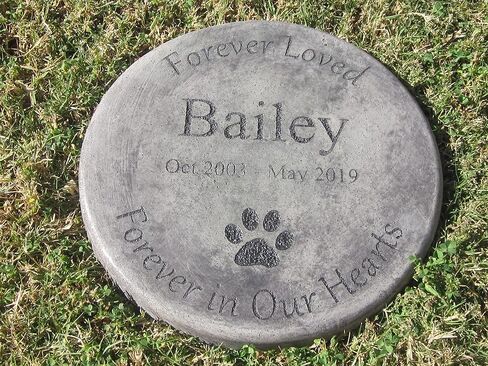 Forever Loved
Bailey
Oct 2003 - May 2019
Forever in Our Hearts